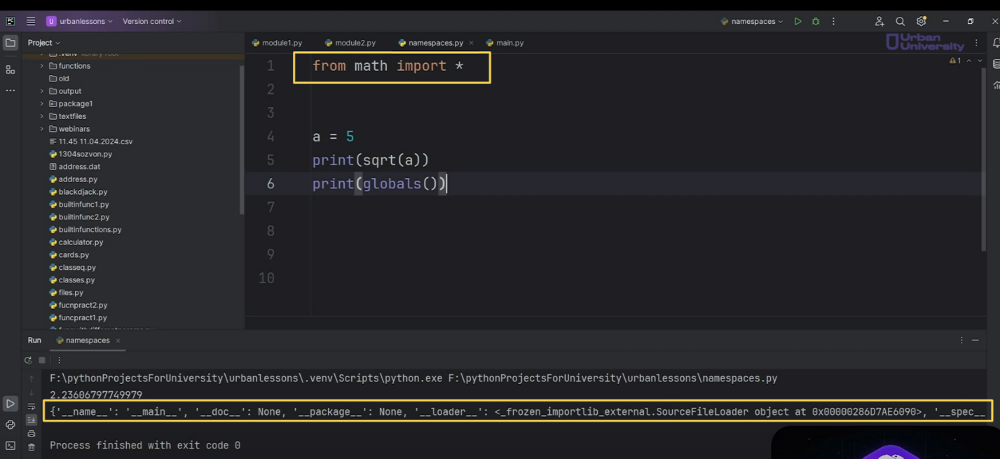 PC
U urbanlessons
Version control
namespaces
Project
module1.py
module2.py
namespaces.py
main.py
Urban
University
.venv library root
functions
old
output
package1
textfiles
webinars
11.45 11.04.2024.csv
1304sozvon.py
address.dat
address.py
blackdjack.py
builtinfunc1.py
builtinfunc2.py
builtinfunctions.py
calculator.py
cards.py
classeq.py
classes.py
files.py
fucnpract2.py
funcpract1.py
1 from math import *
2
3
4 a = 5
5 print(sqrt(a))
6 print(globals())
7
8
9
10
1
Run
namespaces
F:\pythonProjectsForUniversity\urbanlessons\.venv\Scripts\python.exe F:\pythonProjectsForUniversity\urbanlessons\namespaces.py
2.23606797749979
{'__name__': '__main__', '__doc__': None, '__package__': None, '__loader__': <_frozen_importlib_external.SourceFileLoader object at 0x00000286D7AE6090>, '__spec__
Process finished with exit code 0